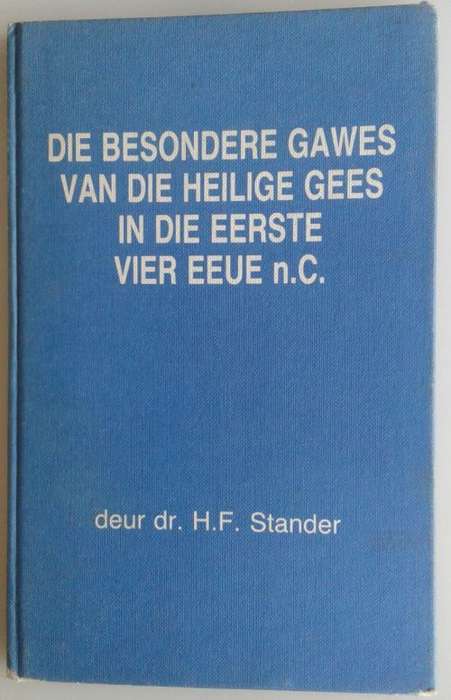 DIE BESONDERE GAWES
VAN DIE HEILIGE GEES
IN DIE EERSTE
VIER EEUE n.C.
deur dr. H.F. Stander